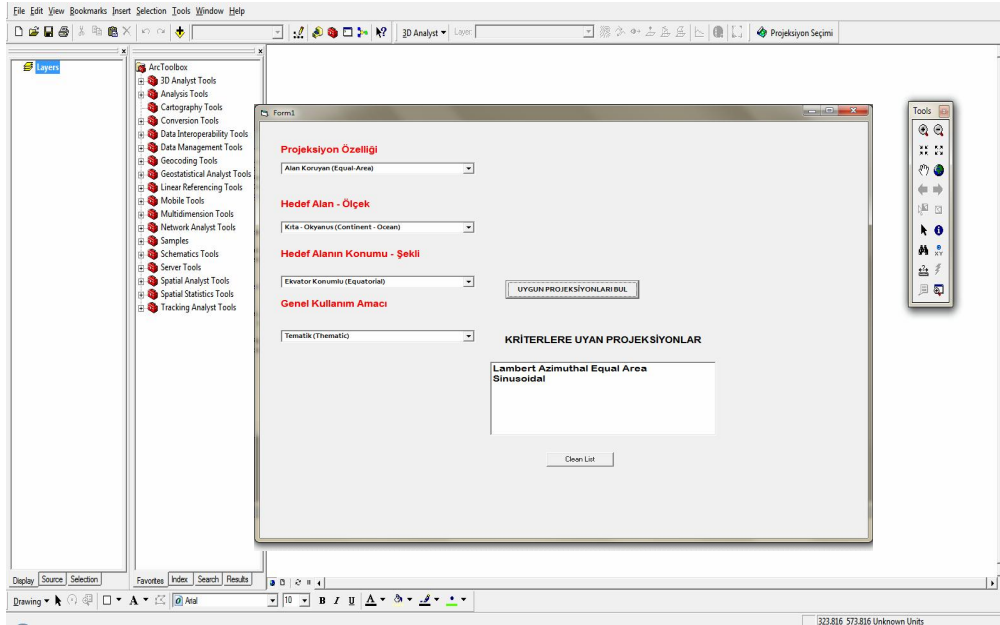 File Edit View Bookmarks Insert Selection Tools Window Help
3D Analyst Layer: Projeksiyon Seçimi
Layers
ArcToolbox
3D Analyst Tools
Analysis Tools
Cartography Tools
Conversion Tools
Data Interoperability Tools
Data Management Tools
Geocoding Tools
Geostatistical Analyst Tools
Linear Referencing Tools
Mobile Tools
Multidimension Tools
Network Analyst Tools
Samples
Schematics Tools
Server Tools
Spatial Analyst Tools
Spatial Statistics Tools
Tracking Analyst Tools
Form1
Projeksiyon Özelliği
Alan Koruyan (Equal-Area)
Hedef Alan - Ölçek
Kıta - Okyanus (Continent - Ocean)
Hedef Alanın Konumu - Şekli
Ekvator Konumlu (Equatorial)
Genel Kullanım Amacı
Tematik (Thematic)
UYGUN PROJEKSİYONLARI BUL
KRİTERLERE UYAN PROJEKSİYONLAR
Lambert Azimuthal Equal Area
Sinusoidal
Clean List
Tools
XY
Display Source Selection
Favorites Index Search Results
Drawing A Arial 10 B I U A
323.816 573.816 Unknown Units